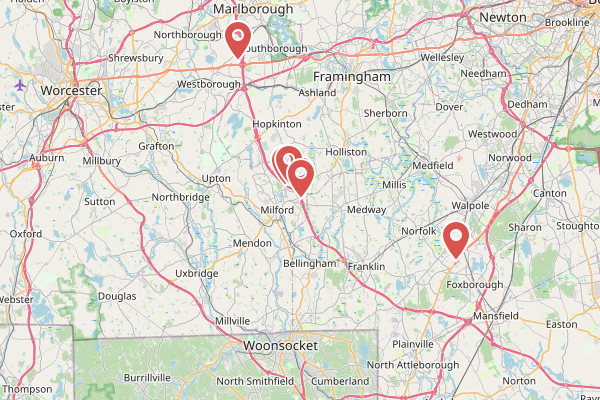 Marlborough
Northborough
Southborough
Shrewsbury
Newton
Brookline
Wellesley
Needham
Westborough
Framingham
Worcester
Ashland
Dover
Dedham
Sherborn
Hopkinton
Westwood
Grafton
Holliston
Norwood
Auburn
Millbury
Medfield
Upton
Millis
Canton
Sutton
Northbridge
Milford
Medway
Walpole
Sharon
Stoughton
Oxford
Mendon
Norfolk
Bellingham
Franklin
Uxbridge
Foxborough
Webster
Douglas
Millville
Mansfield
Easton
Woonsocket
Plainville
North Attleborough
Thompson
Burrillville
North Smithfield
Cumberland
Norton